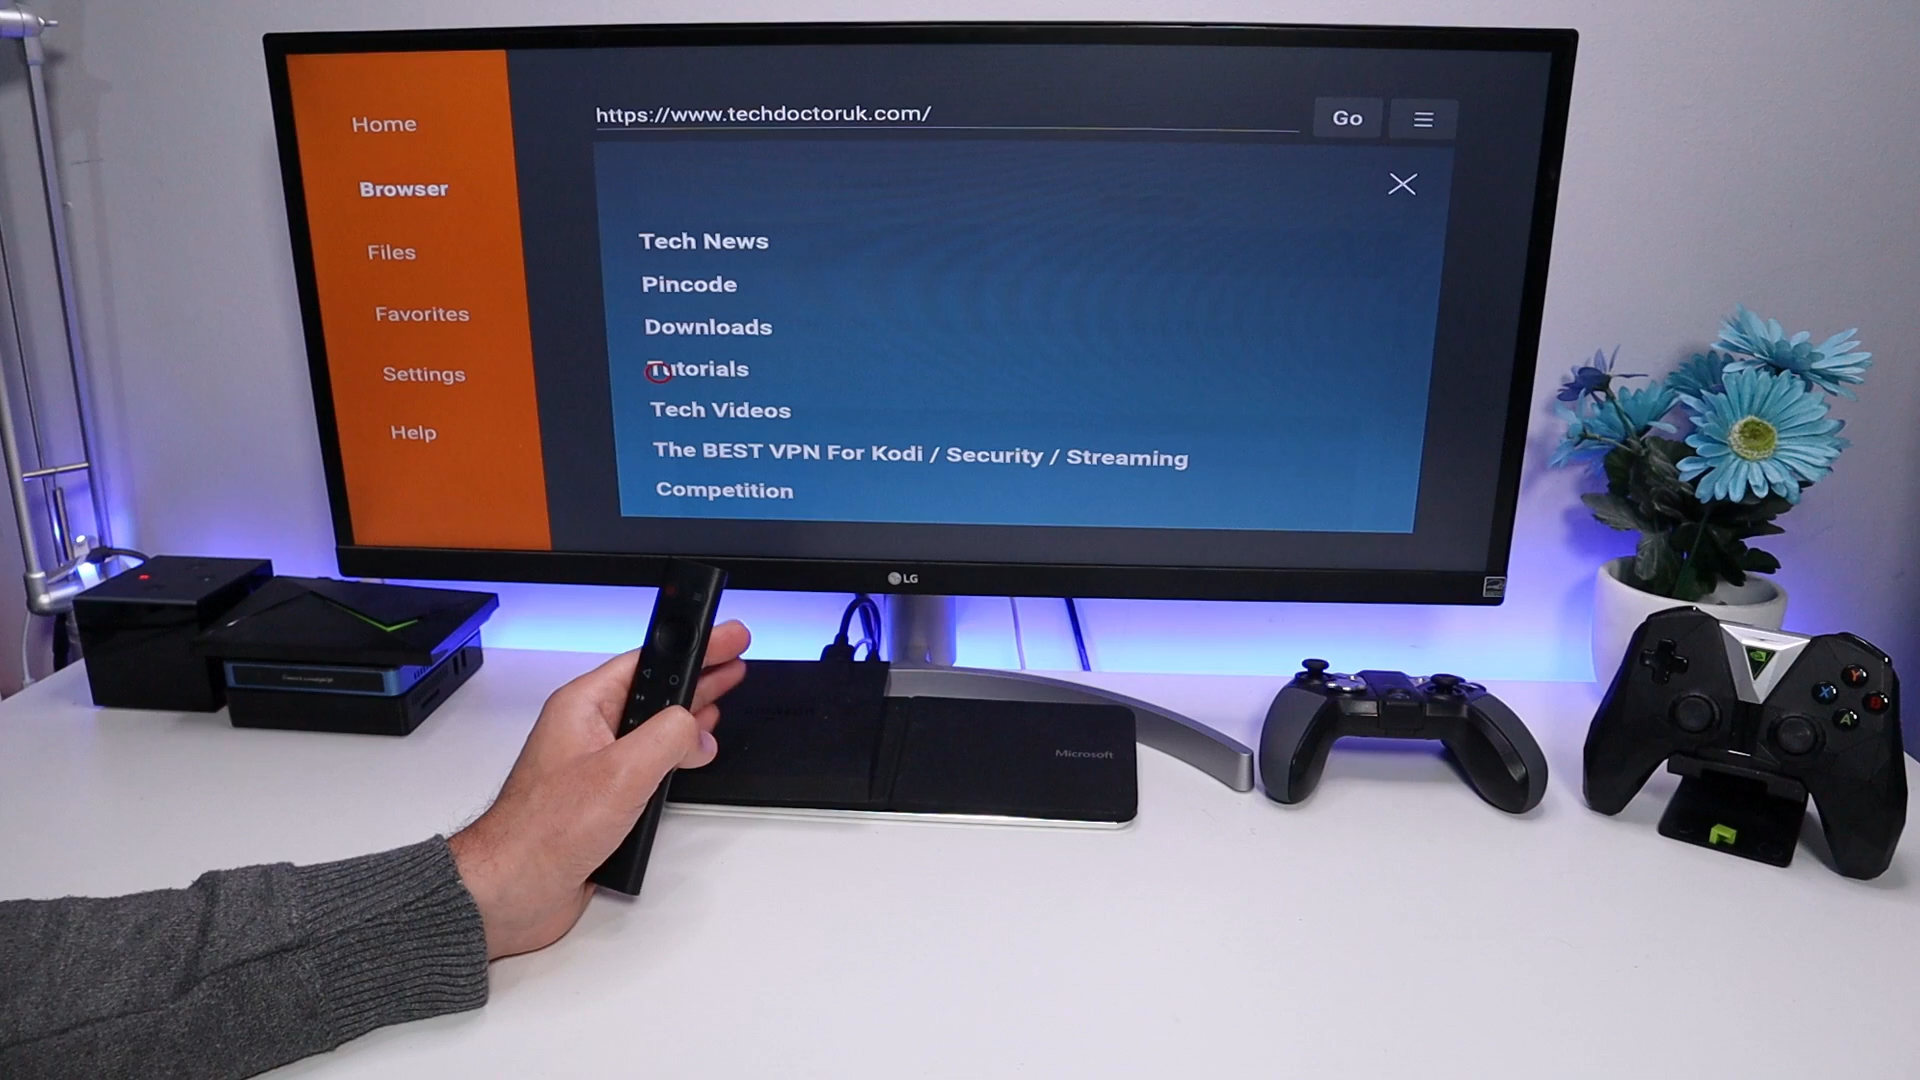 Home
Browser
Files
Favorites
Settings
Help
https://www.techdoctoruk.com/
Go
Tech News
Pincode
Downloads
Tutorials
Tech Videos
The BEST VPN For Kodi / Security / Streaming
Competition
LG
Microsoft
Y
X
B
A